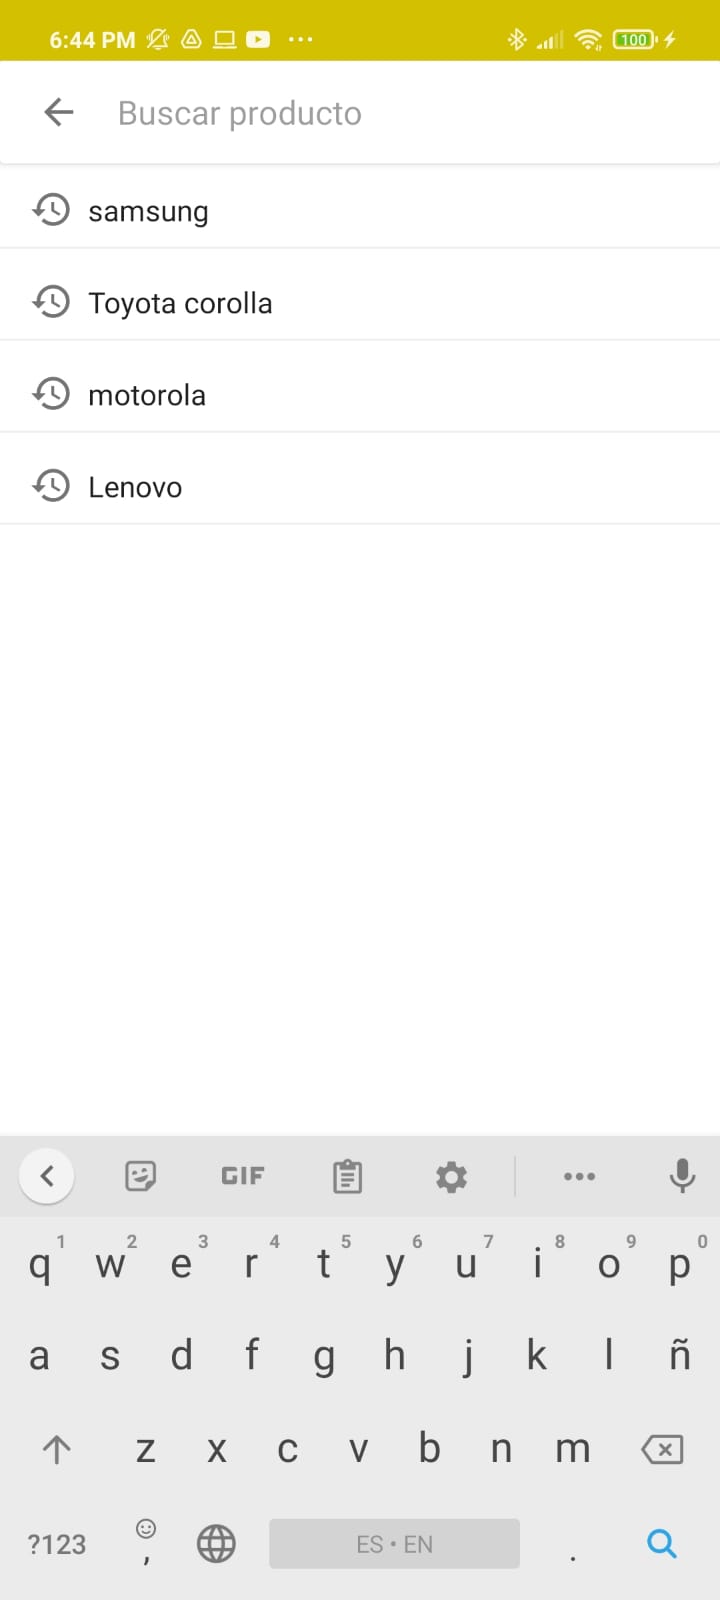 6:44 PM
100
Buscar producto
samsung
Toyota corolla
motorola
Lenovo
GIF
1 2 3 4 5 6 7 8 9 0
q w e r t y u i o p
a s d f g h j k l ñ
z x c v b n m
?123 , ES • EN .